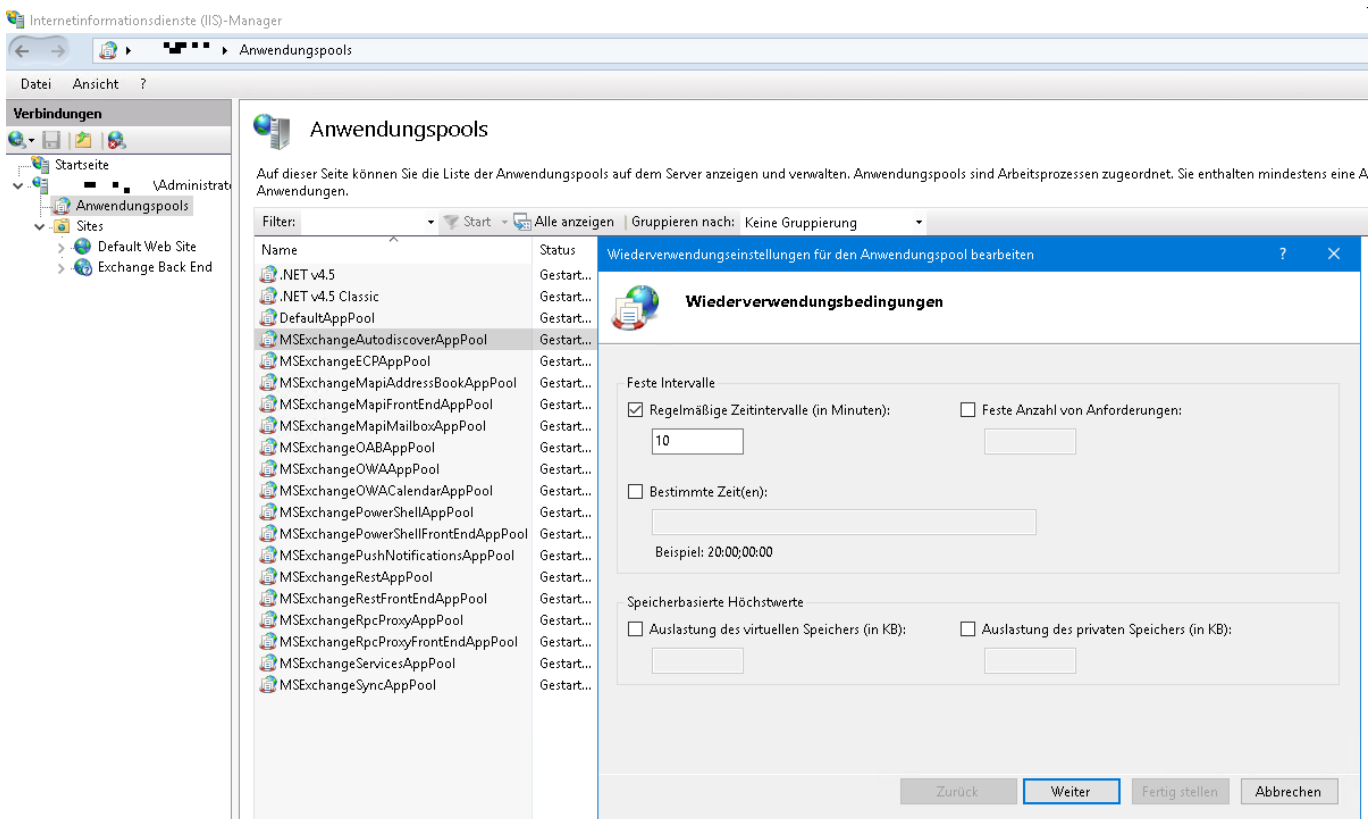 Internetinformationsdienste (IIS)-Manager
Anwendungspools
Datei Ansicht ?
Verbindungen
Startseite
\Administrat
Anwendungspools
Sites
Default Web Site
Exchange Back End
Anwendungspools
Auf dieser Seite können Sie die Liste der Anwendungspools auf dem Server anzeigen und verwalten. Anwendungspools sind Arbeitsprozessen zugeordnet. Sie enthalten mindestens eine A
Anwendungen.
Filter: Start Alle anzeigen Gruppieren nach: Keine Gruppierung
Name Status
.NET v4.5 Gestart...
.NET v4.5 Classic Gestart...
DefaultAppPool Gestart...
MSExchangeAutodiscoverAppPool Gestart...
MSExchangeECPAppPool Gestart...
MSExchangeMapiAddressBookAppPool Gestart...
MSExchangeMapiFrontEndAppPool Gestart...
MSExchangeMapiMailboxAppPool Gestart...
MSExchangeOABAppPool Gestart...
MSExchangeOWAAppPool Gestart...
MSExchangeOWACalendarAppPool Gestart...
MSExchangePowerShellAppPool Gestart...
MSExchangePowerShellFrontEndAppPool Gestart...
MSExchangePushNotificationsAppPool Gestart...
MSExchangeRestAppPool Gestart...
MSExchangeRestFrontEndAppPool Gestart...
MSExchangeRpcProxyAppPool Gestart...
MSExchangeRpcProxyFrontEndAppPool Gestart...
MSExchangeServicesAppPool Gestart...
MSExchangeSyncAppPool Gestart...
Wiederverwendungseinstellungen für den Anwendungspool bearbeiten ?
Wiederverwendungsbedingungen
Feste Intervalle
Regelmäßige Zeitintervalle (in Minuten): Feste Anzahl von Anforderungen:
10
Bestimmte Zeit(en):
Beispiel: 20:00;00:00
Speicherbasierte Höchstwerte
Auslastung des virtuellen Speichers (in KB): Auslastung des privaten Speichers (in KB):
Zurück Weiter Fertig stellen Abbrechen